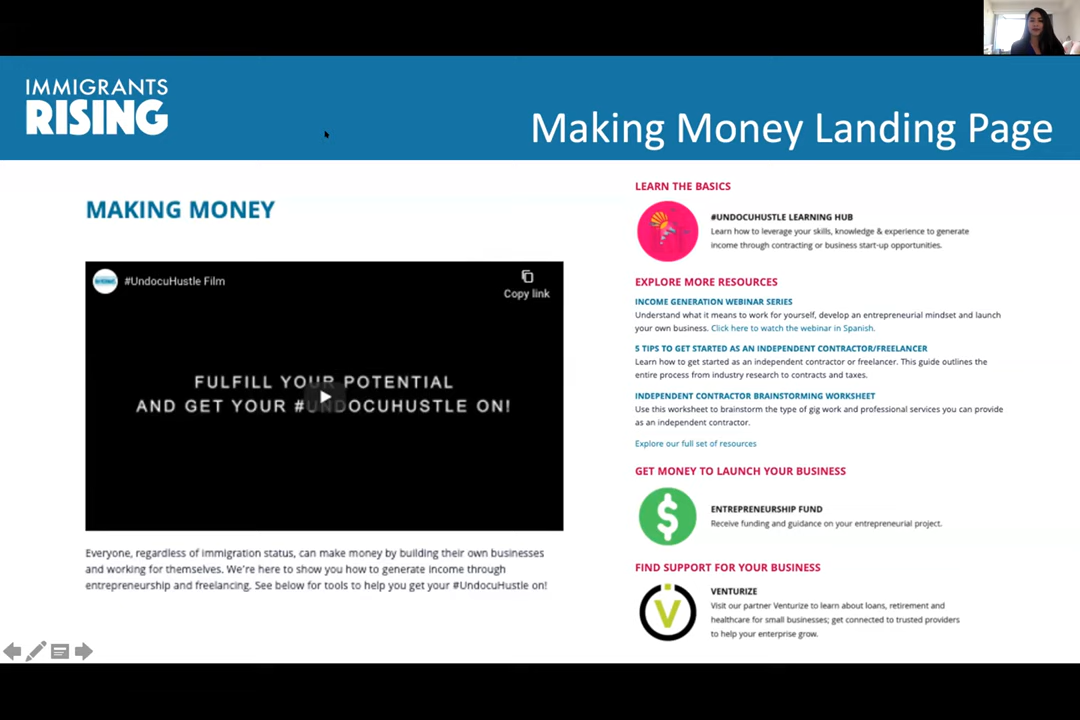 IMMIGRANTS
RISING
Making Money Landing Page
MAKING MONEY
#UndocuHustle Film
Copy link
FULFILL YOUR POTENTIAL
AND GET YOUR #UNDOCUHUSTLE ON!
Everyone, regardless of immigration status, can make money by building their own businesses
and working for themselves. We're here to show you how to generate income through
entrepreneurship and freelancing. See below for tools to help you get your #UndocuHustle on!
LEARN THE BASICS
#UNDOCUHUSTLE LEARNING HUB
Learn how to leverage your skills, knowledge & experience to generate
income through contracting or business start-up opportunities.
EXPLORE MORE RESOURCES
INCOME GENERATION WEBINAR SERIES
Understand what it means to work for yourself, develop an entrepreneurial mindset and launch
your own business. Click here to watch the webinar in Spanish.
5 TIPS TO GET STARTED AS AN INDEPENDENT CONTRACTOR/FREELANCER
Learn how to get started as an independent contractor or freelancer. This guide outlines the
entire process from industry research to contracts and taxes.
INDEPENDENT CONTRACTOR BRAINSTORMING WORKSHEET
Use this worksheet to brainstorm the type of gig work and professional services you can provide
as an independent contractor.
Explore our full set of resources
GET MONEY TO LAUNCH YOUR BUSINESS
$
ENTREPRENEURSHIP FUND
Receive funding and guidance on your entrepreneurial project.
FIND SUPPORT FOR YOUR BUSINESS
V
VENTURIZE
Visit our partner Venturize to learn about loans, retirement and
healthcare for small businesses; get connected to trusted providers
to help your enterprise grow.